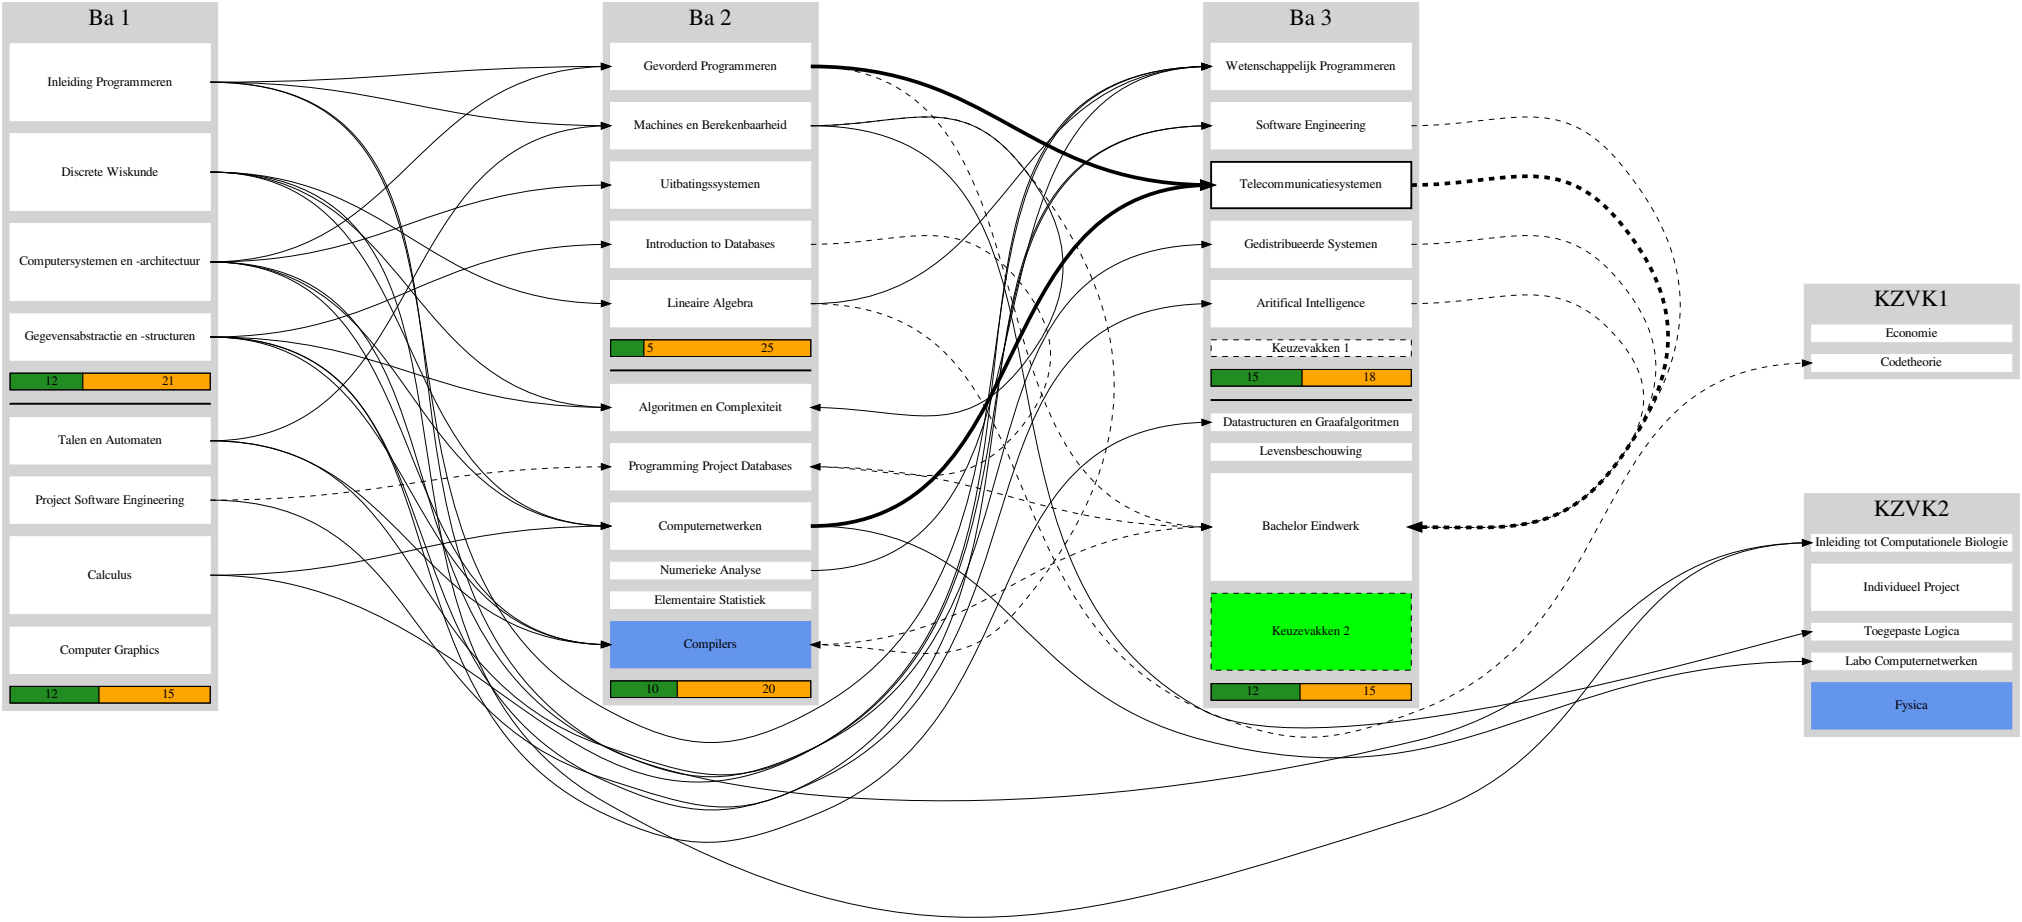 Ba 1
Inleiding Programmeren
Discrete Wiskunde
Computersystemen en -architectuur
Gegevensabstractie en -structuren
12 21
Talen en Automaten
Project Software Engineering
Calculus
Computer Graphics
12 15
Ba 2
Gevorderd Programmeren
Machines en Berekenbaarheid
Uitbatingssystemen
Introduction to Databases
Lineaire Algebra
5 25
Algoritmen en Complexiteit
Programming Project Databases
Computernetwerken
Numerieke Analyse
Elementaire Statistiek
Compilers
10 20
Ba 3
Wetenschappelijk Programmeren
Software Engineering
Telecommunicatiesystemen
Gedistribueerde Systemen
Aritifical Intelligence
Keuzevakken 1
15 18
Datastructuren en Graafalgoritmen
Levensbeschouwing
Bachelor Eindwerk
Keuzevakken 2
12 15
KZVK1
Economie
Codetheorie
KZVK2
Inleiding tot Computationele Biologie
Individueel Project
Toegepaste Logica
Labo Computernetwerken
Fysica